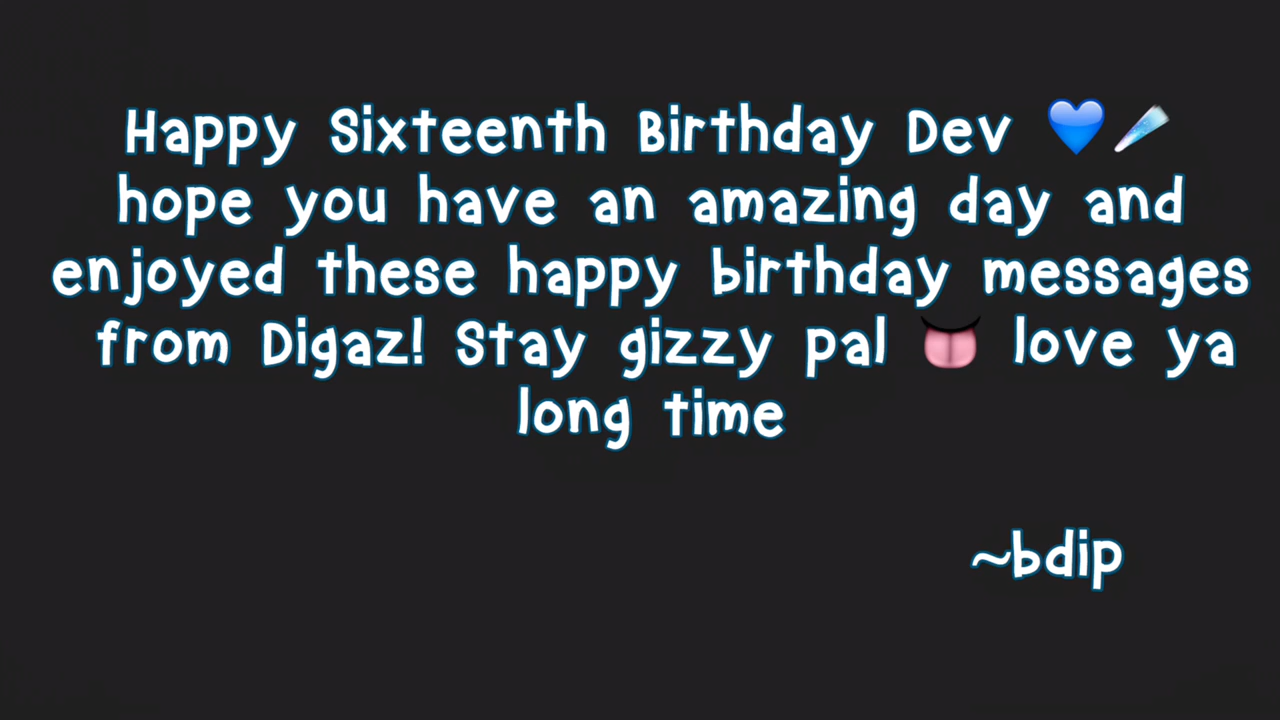 Happy Sixteenth Birthday Dev 💙☄️
hope you have an amazing day and
enjoyed these happy birthday messages
from Digaz! Stay gizzy pal 👅 love ya
long time
~bdip